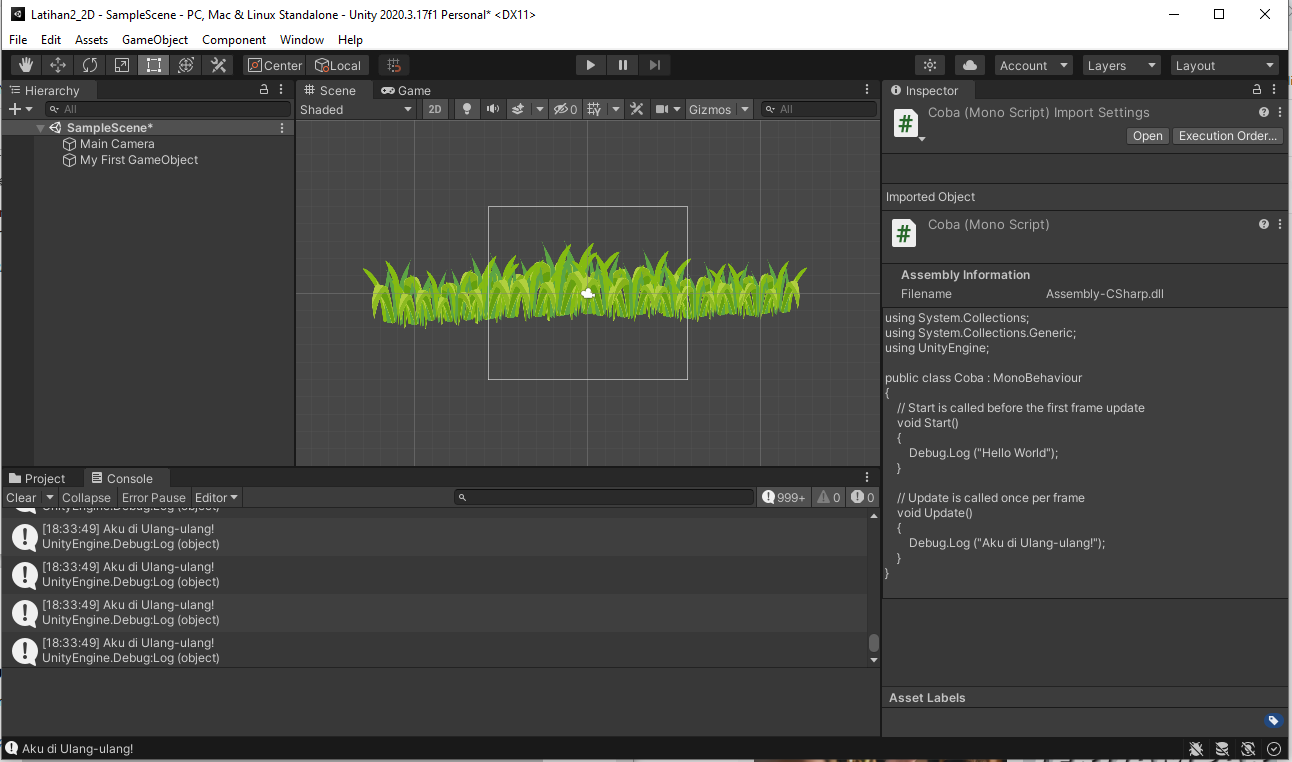 Latihan2_2D - SampleScene - PC, Mac & Linux Standalone - Unity 2020.3.17f1 Personal* <DX11>
File Edit Assets GameObject Component Window Help
Center Local Account Layers Layout
Hierarchy
All
SampleScene*
Main Camera
My First GameObject
Scene Game
Shaded 2D 0 Gizmos All
Inspector
Coba (Mono Script) Import Settings
Open Execution Order...
Imported Object
Coba (Mono Script)
Assembly Information
Filename Assembly-CSharp.dll
using System.Collections;
using System.Collections.Generic;
using UnityEngine;
public class Coba : MonoBehaviour
{
// Start is called before the first frame update
void Start()
{
Debug.Log ("Hello World");
}
// Update is called once per frame
void Update()
{
Debug.Log ("Aku di Ulang-ulang!");
}
}
Asset Labels
Project Console
Clear Collapse Error Pause Editor 999+ 0 0
UnityEngine.Debug:Log (object)
[18:33:49] Aku di Ulang-ulang!
UnityEngine.Debug:Log (object)
[18:33:49] Aku di Ulang-ulang!
UnityEngine.Debug:Log (object)
[18:33:49] Aku di Ulang-ulang!
UnityEngine.Debug:Log (object)
[18:33:49] Aku di Ulang-ulang!
UnityEngine.Debug:Log (object)
Aku di Ulang-ulang!